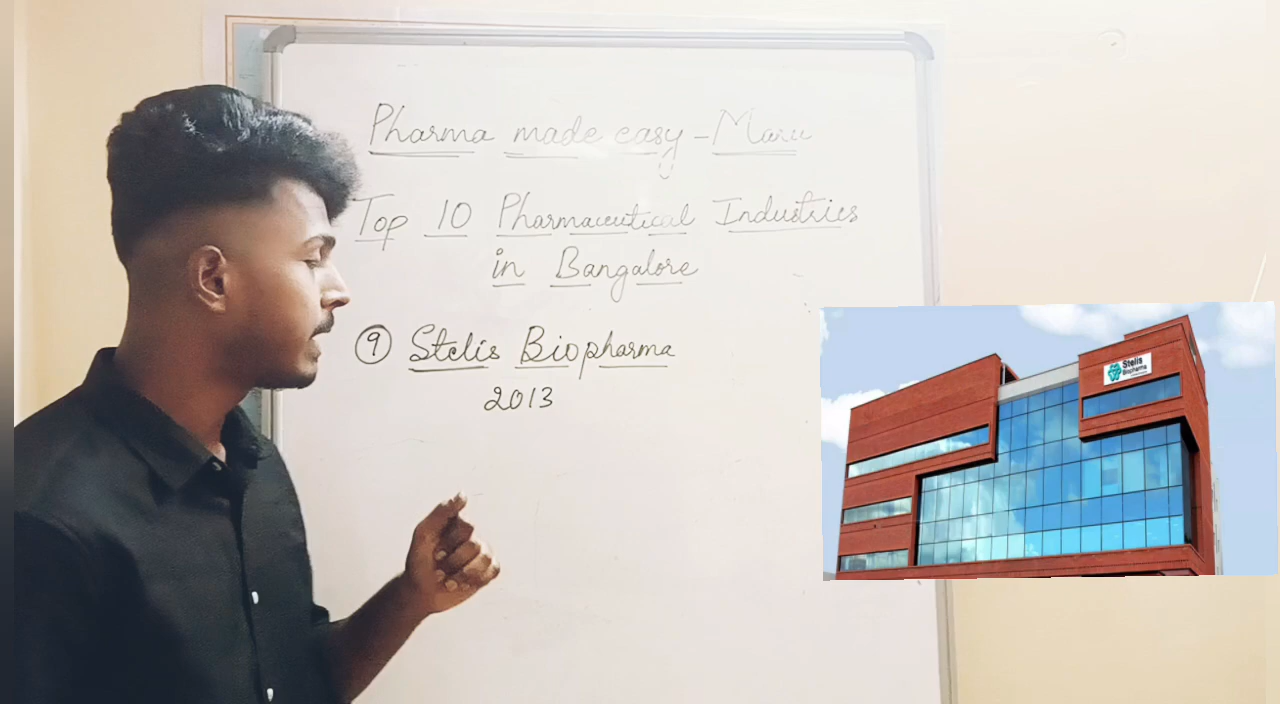 Pharma made easy - Maru
Top 10 Pharmaceutical Industries
in Bangalore
9 Stelis Biopharma
2013
Stelis
Biopharma